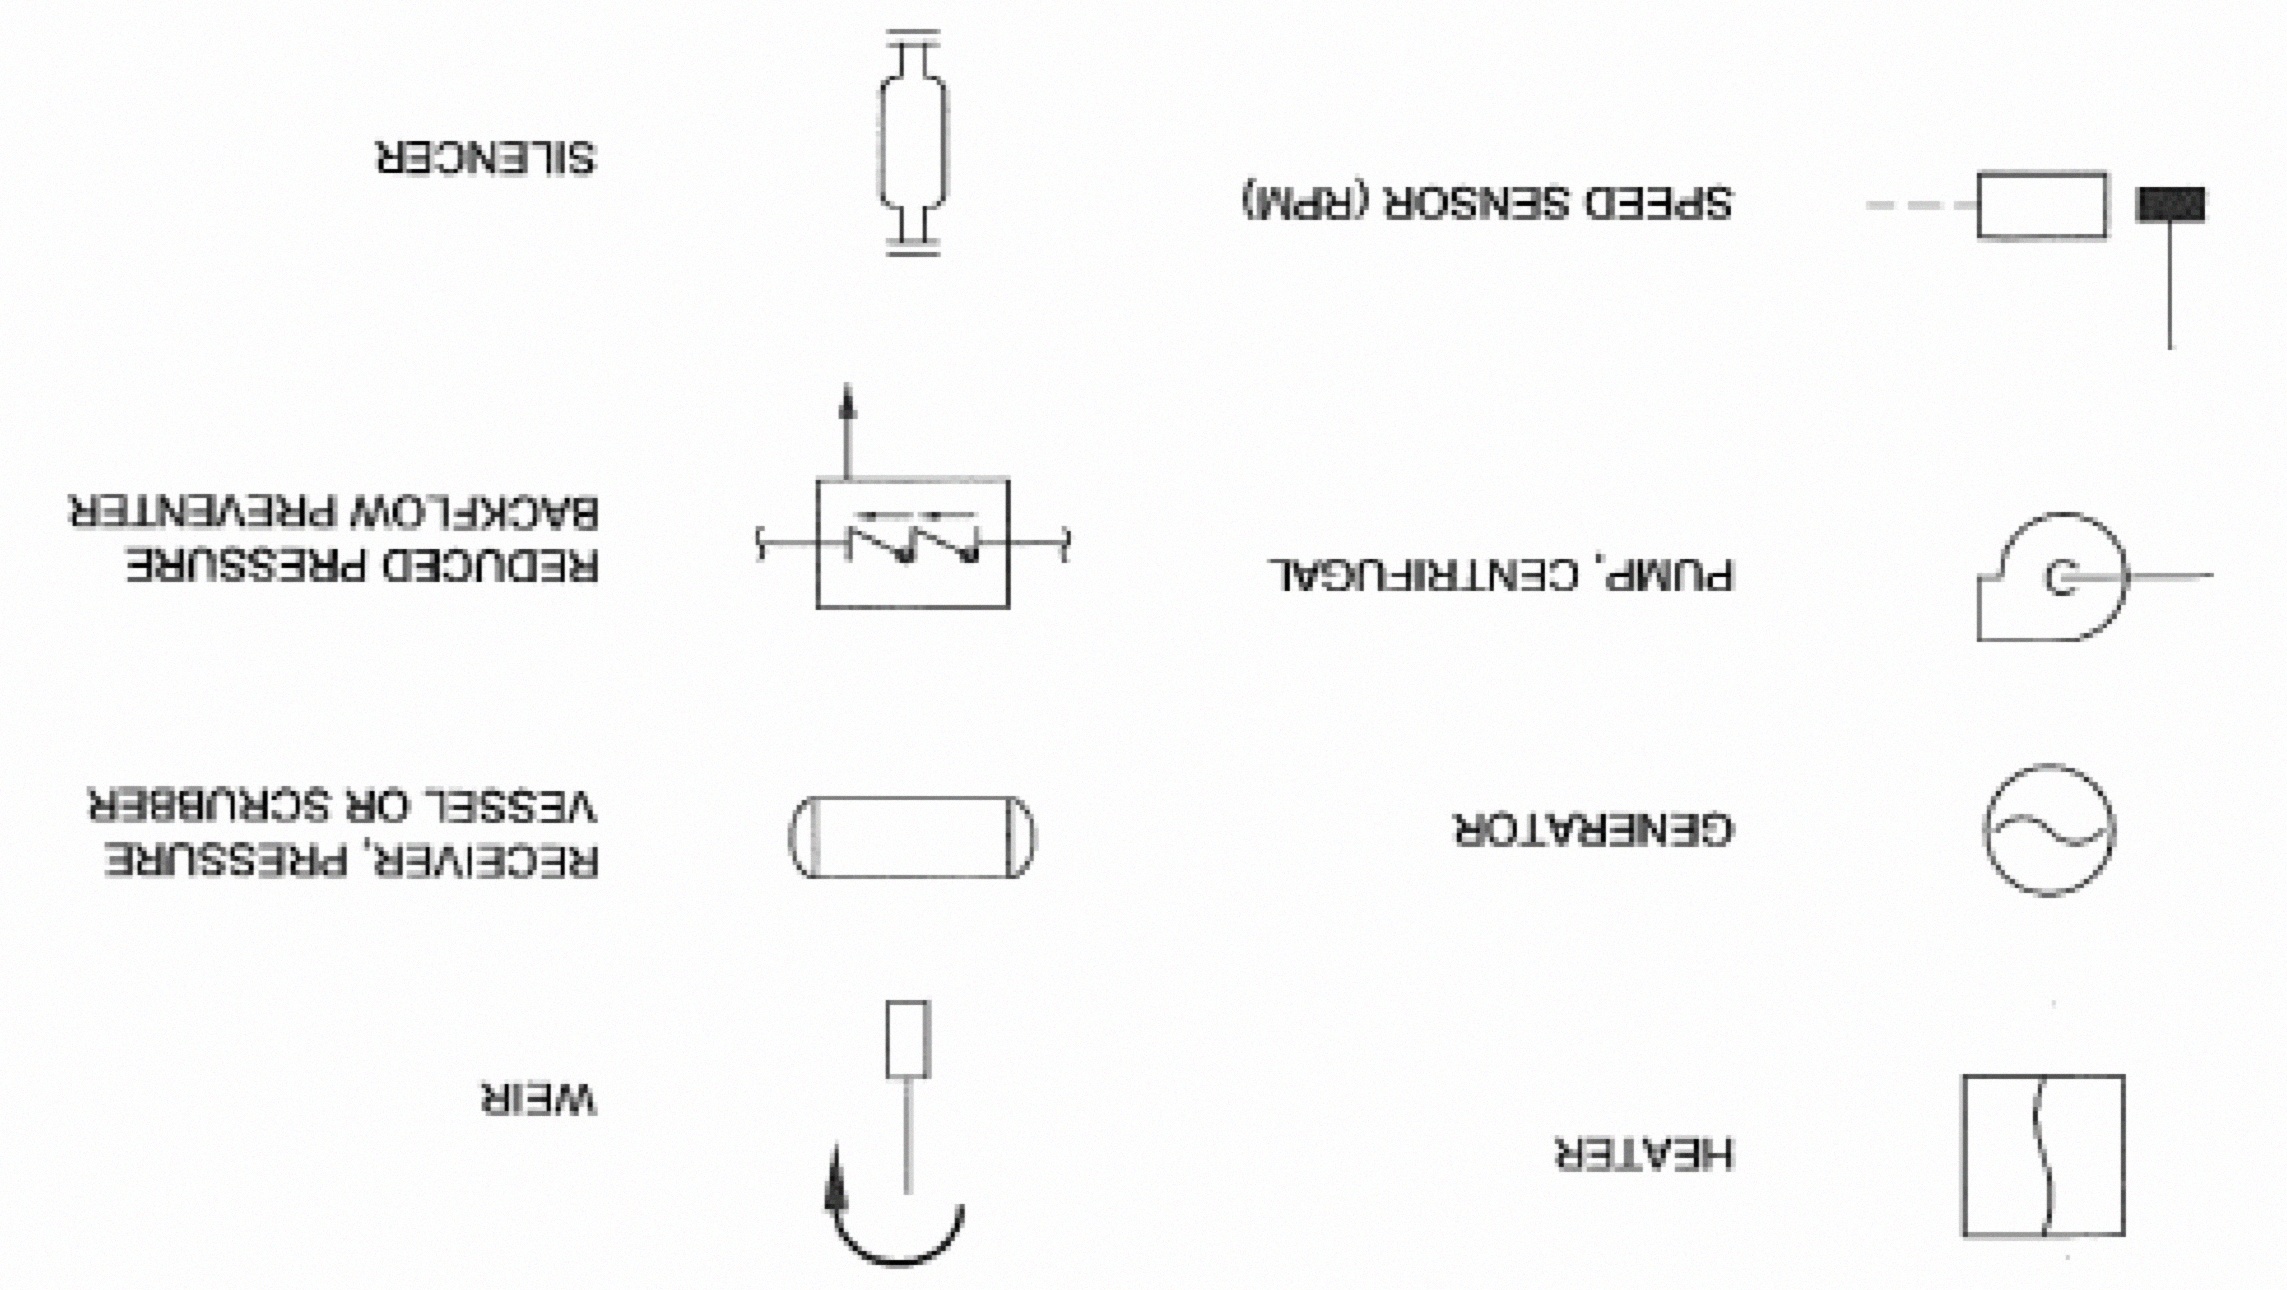 HEATER
GENERATOR
PUMP, CENTRIFUGAL
SPEED SENSOR (RPM)
WEIR
RECEIVER, PRESSURE
VESSEL OR SCRUBBER
REDUCED PRESSURE
BACKFLOW PREVENTER
SILENCER